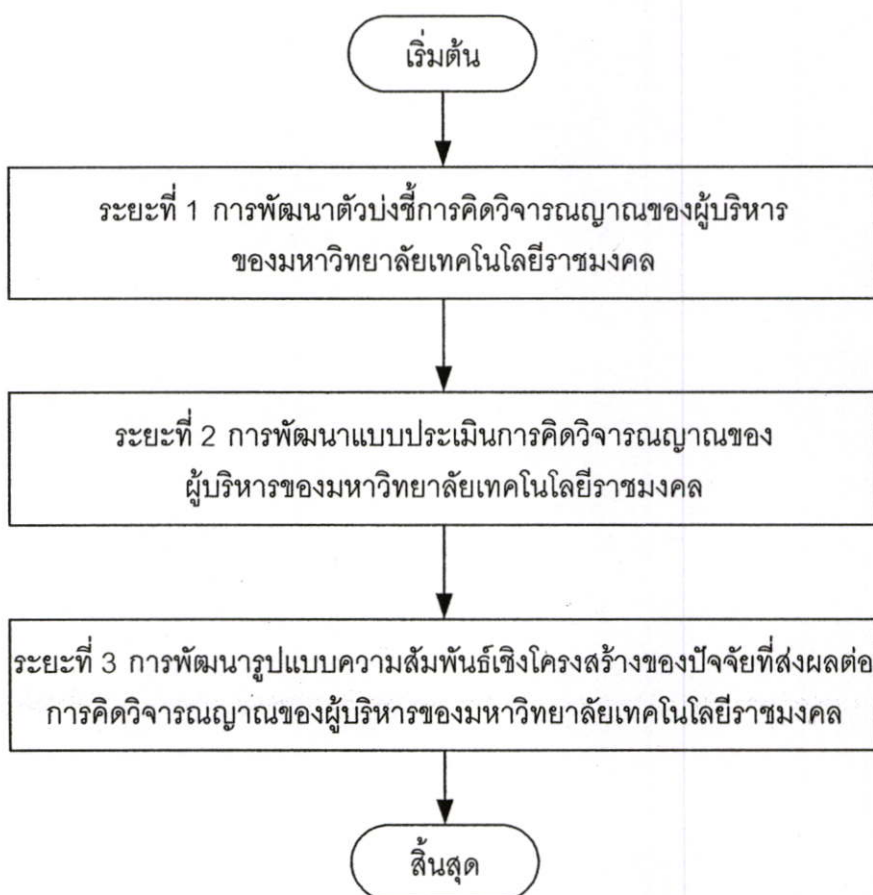 เริ่มต้น
ระยะที่ 1 การพัฒนาตัวบ่งชี้การคิดวิจารณญาณของผู้บริหาร
ของมหาวิทยาลัยเทคโนโลยีราชมงคล
ระยะที่ 2 การพัฒนาแบบประเมินการคิดวิจารณญาณของ
ผู้บริหารของมหาวิทยาลัยเทคโนโลยีราชมงคล
ระยะที่ 3 การพัฒนารูปแบบความสัมพันธ์เชิงโครงสร้างของปัจจัยที่ส่งผลต่อ
การคิดวิจารณญาณของผู้บริหารของมหาวิทยาลัยเทคโนโลยีราชมงคล
สิ้นสุด